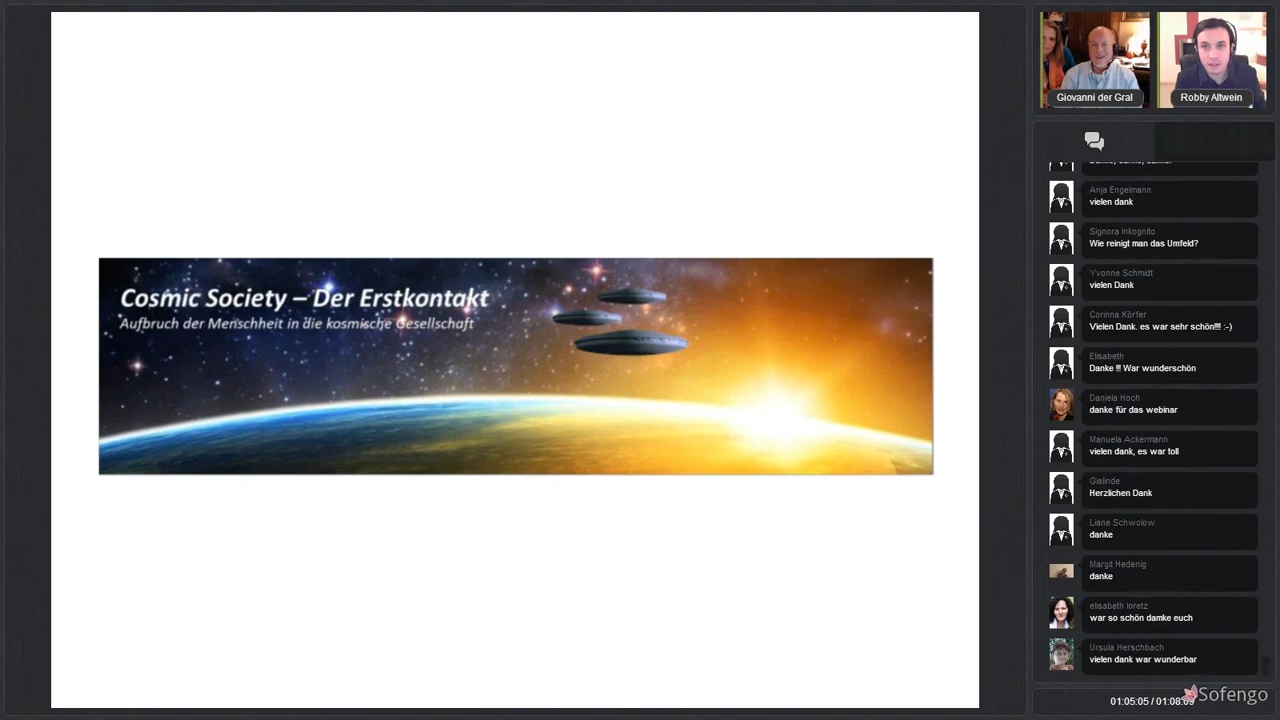 Cosmic Society – Der Erstkontakt
Aufbruch der Menschheit in die kosmische Gesellschaft
Giovanni der Gral
Robby Altwein
Anja Engelmann
vielen dank
Signora Inkognito
Wie reinigt man das Umfeld?
Yvonne Schmidt
vielen Dank
Corinna Körfer
Vielen Dank. es war sehr schön!!! :-)
Elisabeth
Danke !!! War wunderschön
Daniela Hoch
danke für das webinar
Manuela Ackermann
vielen dank, es war toll
Gislinde
Herzlichen Dank
Liane Schwolow
danke
Margit Hedenig
danke
elisabeth loretz
war so schön damke euch
Ursula Herschbach
vielen dank war wunderbar
01:05:05 /
Sofengo